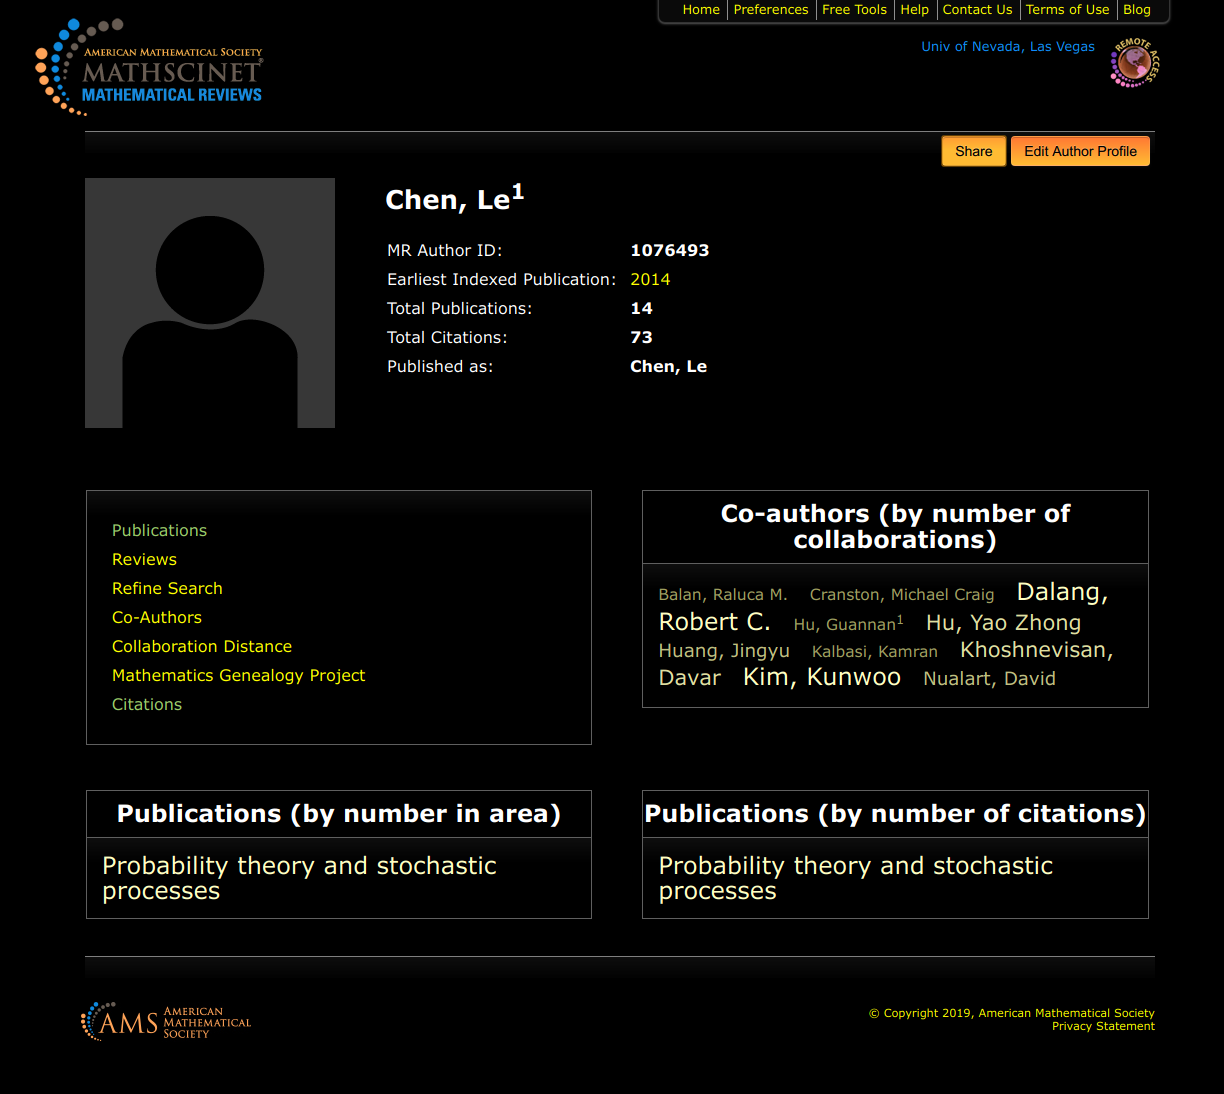 Home Preferences Free Tools Help Contact Us Terms of Use Blog
Univ of Nevada, Las Vegas
REMOTE ACCESS
AMERICAN MATHEMATICAL SOCIETY
MATHSCINET®
MATHEMATICAL REVIEWS
Share Edit Author Profile
Chen, Le¹
MR Author ID: 1076493
Earliest Indexed Publication: 2014
Total Publications: 14
Total Citations: 73
Published as: Chen, Le
Publications
Reviews
Refine Search
Co-Authors
Collaboration Distance
Mathematics Genealogy Project
Citations
Co-authors (by number of
collaborations)
Balan, Raluca M. Cranston, Michael Craig Dalang,
Robert C. Hu, Guannan¹ Hu, Yao Zhong
Huang, Jingyu Kalbasi, Kamran Khoshnevisan,
Davar Kim, Kunwoo Nualart, David
Publications (by number in area)
Probability theory and stochastic
processes
Publications (by number of citations)
Probability theory and stochastic
processes
AMS AMERICAN
MATHEMATICAL
SOCIETY
© Copyright 2019, American Mathematical Society
Privacy Statement